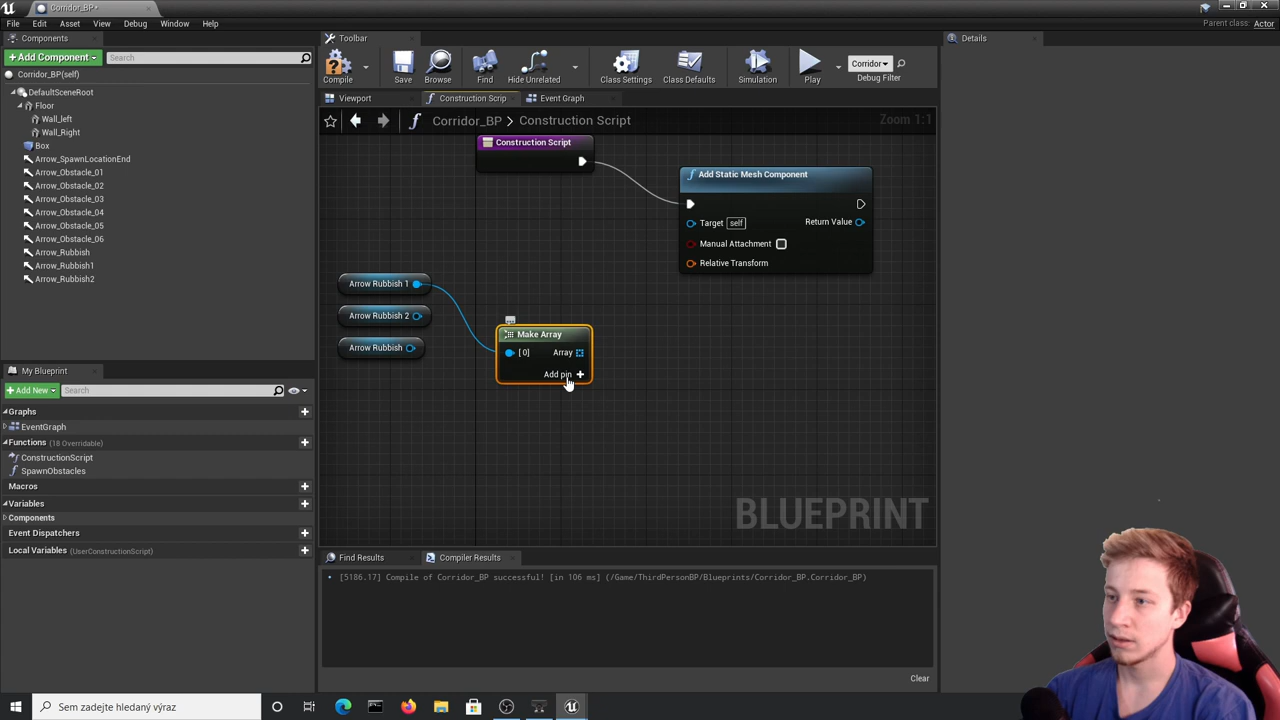 Corridor_BP*
File Edit Asset View Debug Window Help
Parent class: Actor
Components
Toolbar
Details
+Add Component
Search
Corridor_BP(self)
DefaultSceneRoot
Floor
Wall_left
Wall_Right
Box
Arrow_SpawnLocationEnd
Arrow_Obstacle_01
Arrow_Obstacle_02
Arrow_Obstacle_03
Arrow_Obstacle_04
Arrow_Obstacle_05
Arrow_Obstacle_06
Arrow_Rubbish
Arrow_Rubbish1
Arrow_Rubbish2
Compile
Save
Browse
Find
Hide Unrelated
Class Settings
Class Defaults
Simulation
Play
Corridor
Debug Filter
Viewport
Construction Scrip
Event Graph
Corridor_BP > Construction Script
Zoom 1:1
Construction Script
Add Static Mesh Component
Target self
Return Value
Manual Attachment
Relative Transform
Arrow Rubbish 1
Arrow Rubbish 2
Arrow Rubbish
Make Array
[0]
Array
Add pin +
BLUEPRINT
My Blueprint
+Add New
Search
Graphs
EventGraph
Functions (18 Overridable)
ConstructionScript
SpawnObstacles
Macros
Variables
Components
Event Dispatchers
Local Variables (UserConstructionScript)
Find Results
Compiler Results
[5186.17] Compile of Corridor_BP successful! [in 106 ms] (/Game/ThirdPersonBP/Blueprints/Corridor_BP.Corridor_BP)
Clear
Sem zadejte hledaný výraz